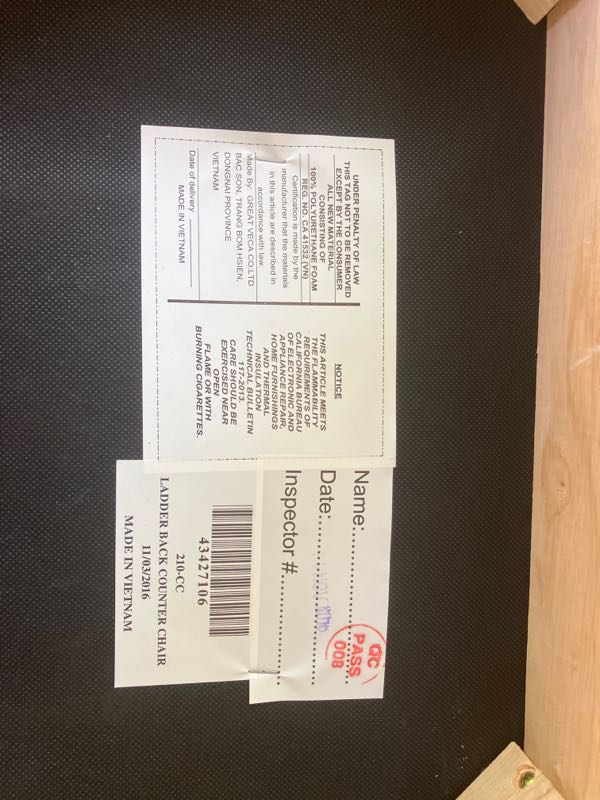 UNDER PENALTY OF LAW
THIS TAG NOT TO BE REMOVED
EXCEPT BY THE CONSUMER
ALL NEW MATERIAL
CONSISTING OF
100% POLYURETHANE FOAM
REG. NO. CA 41532 (VN)
Certification is made by the
manufacturer that the materials
in this article are described in
accordance with law.
Made By: GREAT VECA CO.LTD
BAC SON, TRANG BOM HSIEN,
DONGNAI PROVINCE
VIETNAM
Date of delivery
MADE IN VIETNAM
NOTICE
THIS ARTICLE MEETS
THE FLAMMABILITY
REQUIREMENTS OF
CALIFORNIA BUREAU
OF ELECTRONIC AND
APPLIANCE REPAIR,
HOME FURNISHINGS
AND THERMAL
INSULATION
TECHNICAL BULLETIN
117-2013.
CARE SHOULD BE
EXERCISED NEAR
OPEN
FLAME OR WITH
BURNING CIGARETTES.
Name:
Date:
Inspector #
QC
PASS
008
43427106
210-CC
LADDER BACK COUNTER CHAIR
11/03/2016
MADE IN VIETNAM